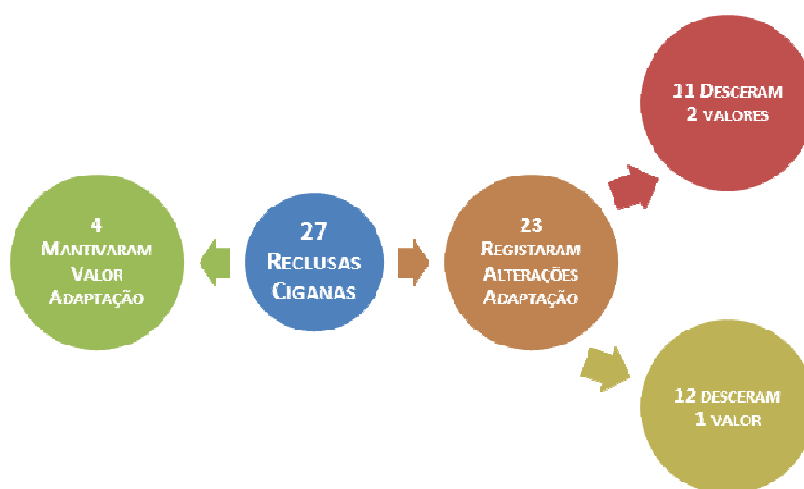 4
MANTIVARAM
VALOR
ADAPTAÇÃO
27
RECLUSAS
CIGANAS
23
REGISTARAM
ALTERAÇÕES
ADAPTAÇÃO
11 DESCERAM
2 VALORES
12 DESCERAM
1 VALOR